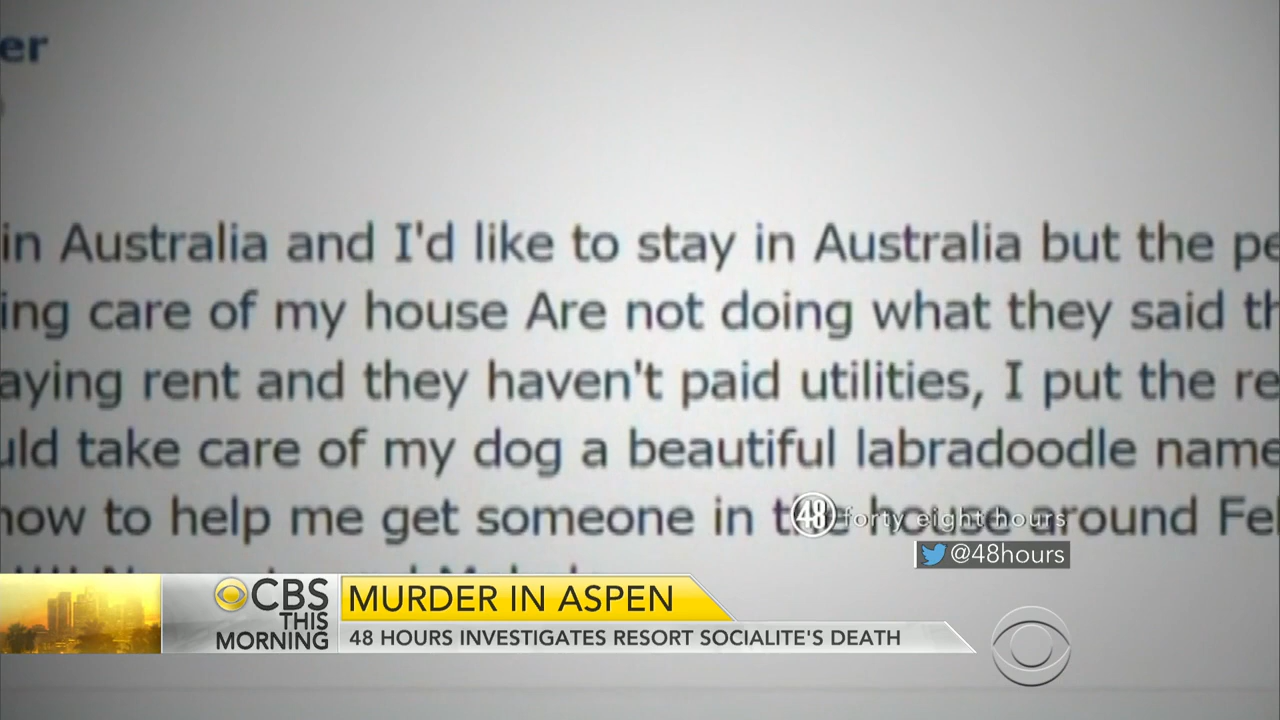 er
in Australia and I'd like to stay in Australia but the pe
ing care of my house Are not doing what they said th
aying rent and they haven't paid utilities, I put the re
uld take care of my dog a beautiful labradoodle name
now to help me get someone in the house around Fe
48 forty eight hours
@48hours
CBS
THIS
MORNING
MURDER IN ASPEN
48 HOURS INVESTIGATES RESORT SOCIALITE'S DEATH